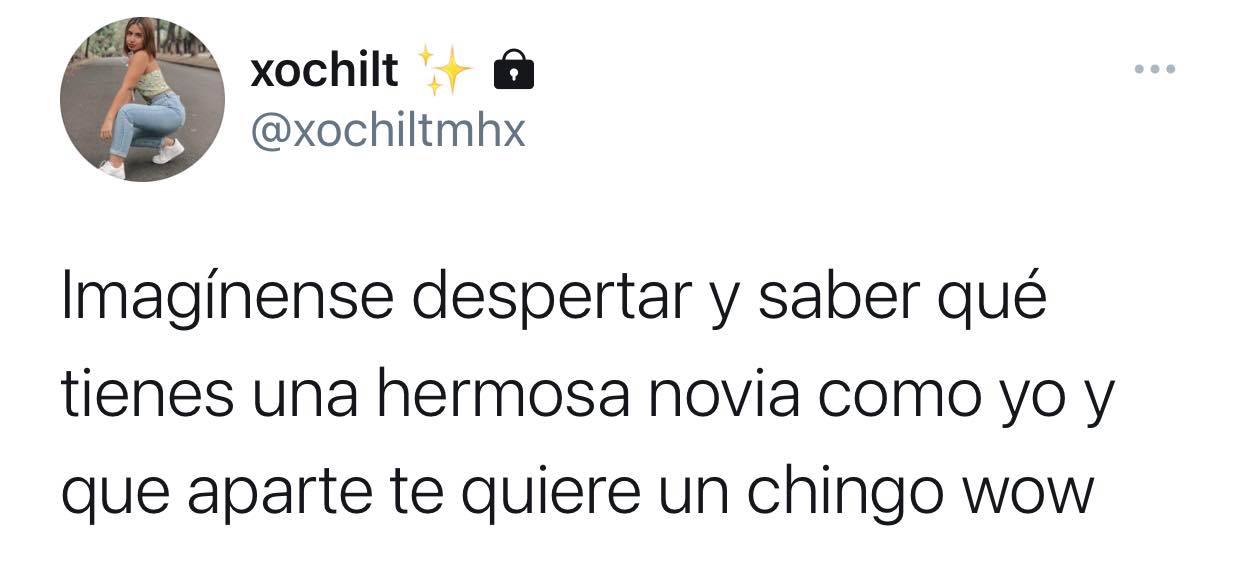 xochilt ✨ 🔒
@xochiltmhx
Imagínense despertar y saber qué
tienes una hermosa novia como yo y
que aparte te quiere un chingo wow